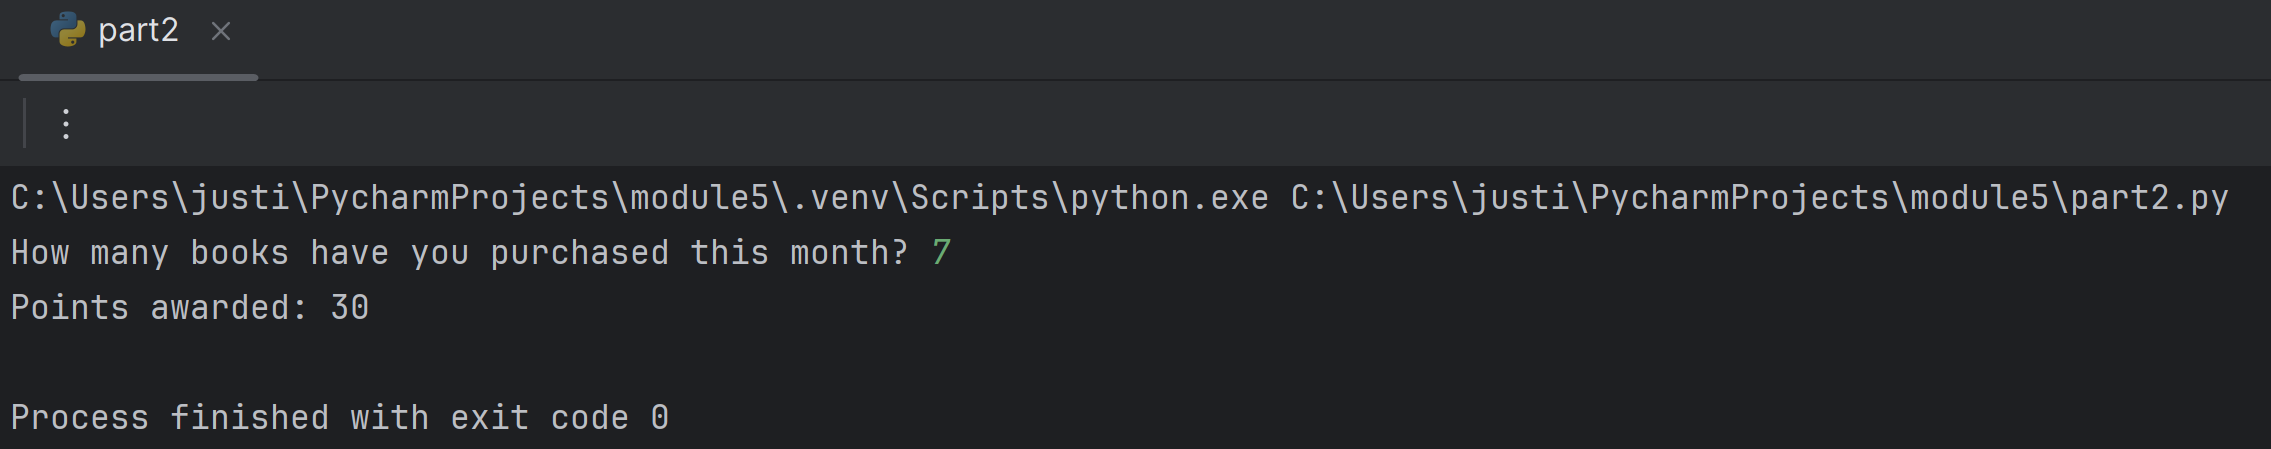 part2
C:\Users\justi\PycharmProjects\module5\.venv\Scripts\python.exe C:\Users\justi\PycharmProjects\module5\part2.py
How many books have you purchased this month? 7
Points awarded: 30
Process finished with exit code 0